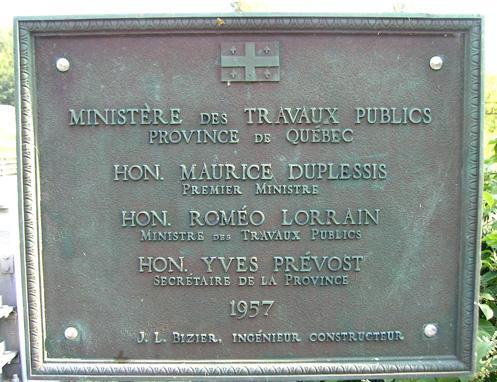 MINISTÈRE DES TRAVAUX PUBLICS
PROVINCE DE QUÉBEC
HON. MAURICE DUPLESSIS
PREMIER MINISTRE
HON. ROMÉO LORRAIN
MINISTRE DES TRAVAUX PUBLICS
HON. YVES PRÉVOST
SECRÉTAIRE DE LA PROVINCE
1957
J. L. BIZIER, INGÉNIEUR CONSTRUCTEUR